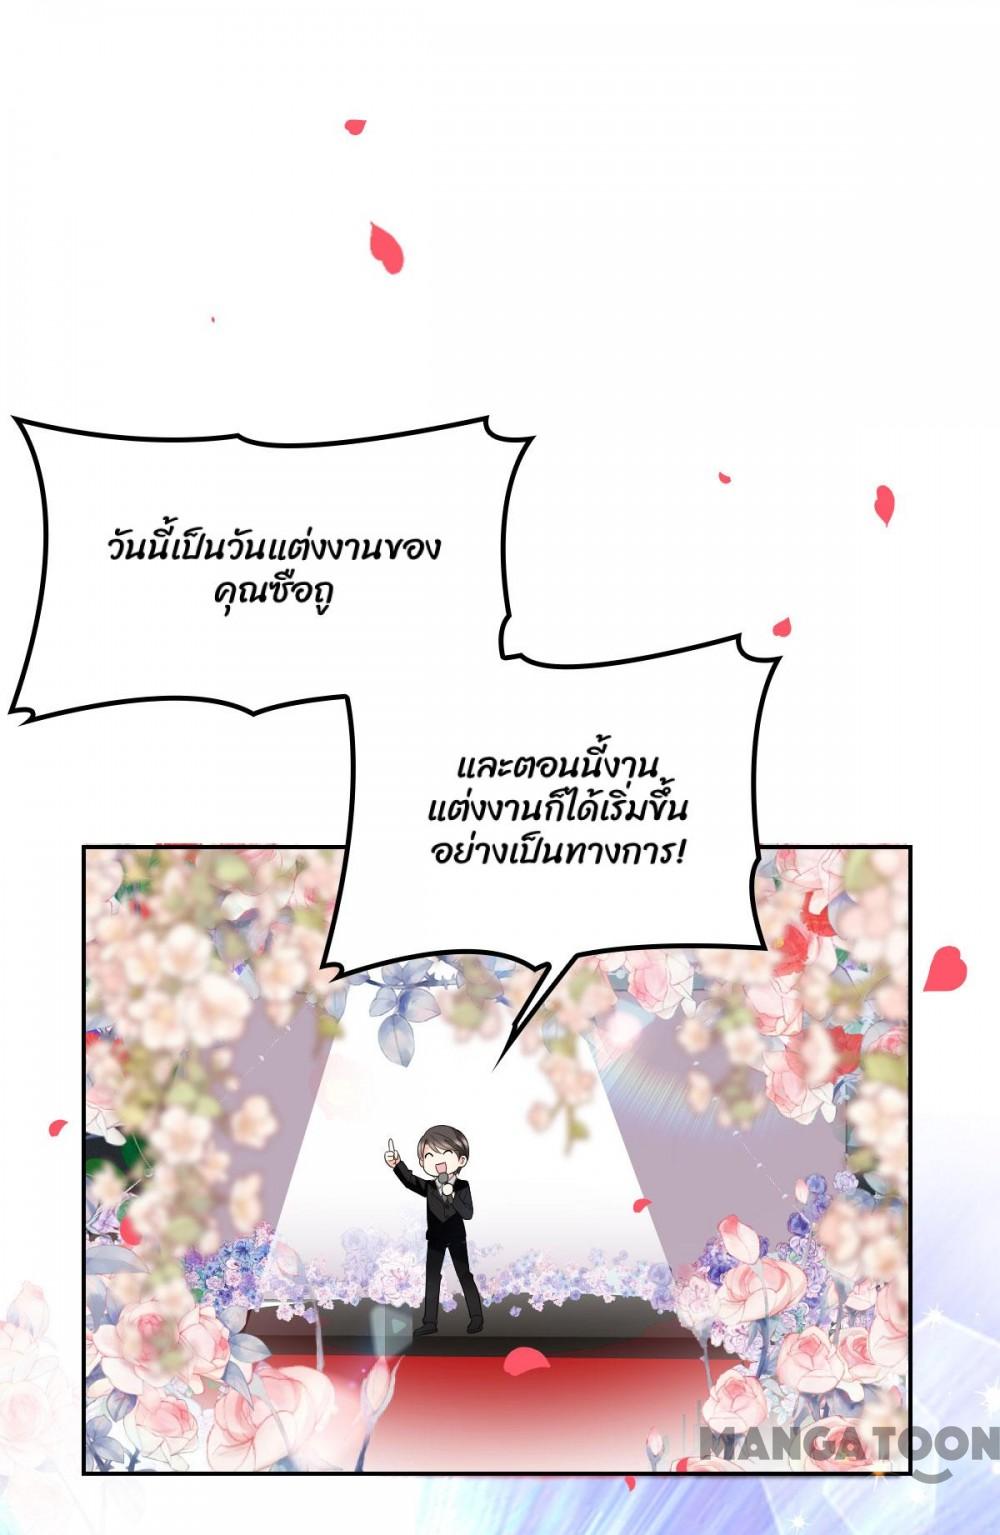 วันนี้เป็นวันแต่งงานของ
คุณซือถู
และตอนนี้งาน
แต่งงานก็ได้เริ่มขึ้น
อย่างเป็นทางการ!
MANGATOON